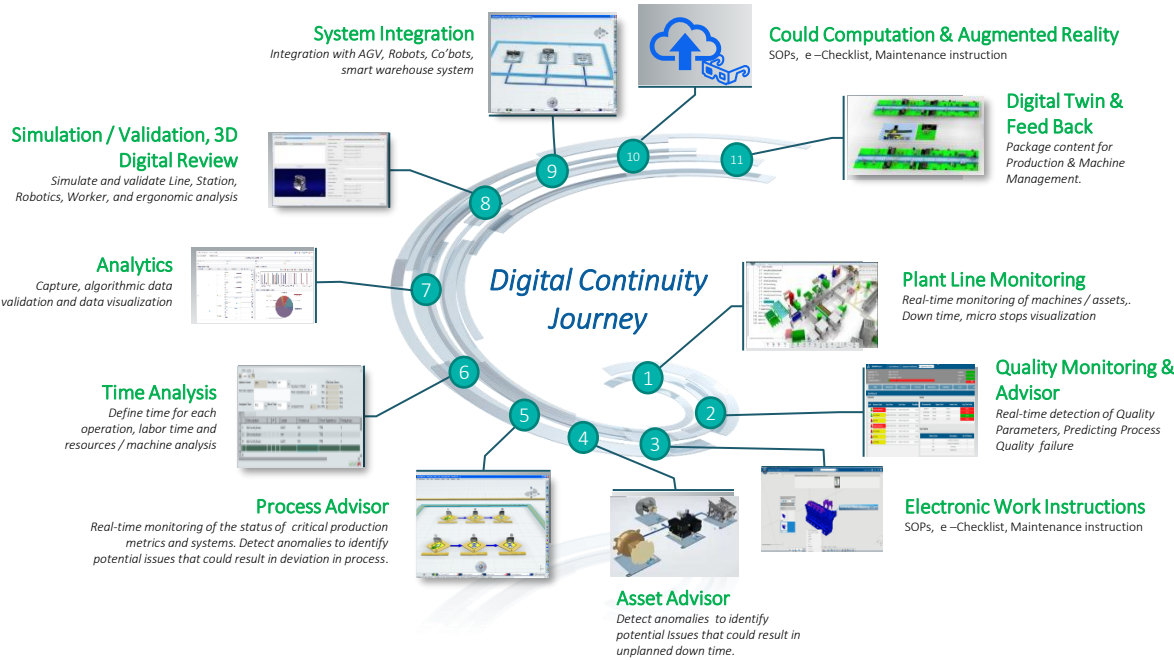 System Integration
Integration with AGV, Robots, Co'bots,
smart warehouse system
Could Computation & Augmented Reality
SOPs, e –Checklist, Maintenance instruction
Digital Twin &
Feed Back
Package content for
Production & Machine
Management.
Simulation / Validation, 3D
Digital Review
Simulate and validate Line, Station,
Robotics, Worker, and ergonomic analysis
9
10
11
8
Analytics
Capture, algorithmic data
validation and data visualization
7
Digital Continuity
Journey
Plant Line Monitoring
Real-time monitoring of machines / assets,.
Down time, micro stops visualization
Time Analysis
Define time for each
operation, labor time and
resources / machine analysis
6
1
Quality Monitoring &
Advisor
Real-time detection of Quality
Parameters, Predicting Process
Quality failure
5
4
3
2
Process Advisor
Real-time monitoring of the status of critical production
metrics and systems. Detect anomalies to identify
potential issues that could result in deviation in process.
Electronic Work Instructions
SOPs, e –Checklist, Maintenance instruction
Asset Advisor
Detect anomalies to identify
potential Issues that could result in
unplanned down time.